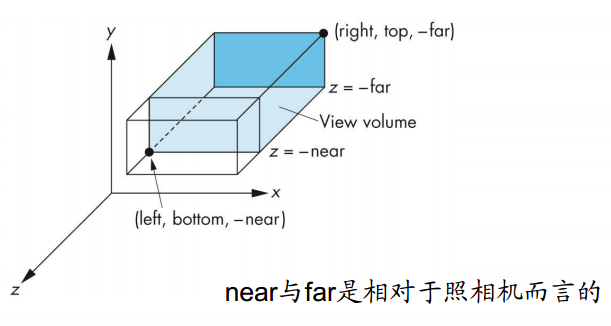 y
(right, top, −far)
z = −far
View volume
z = −near
x
(left, bottom, −near)
z
near与far是相对于照相机而言的